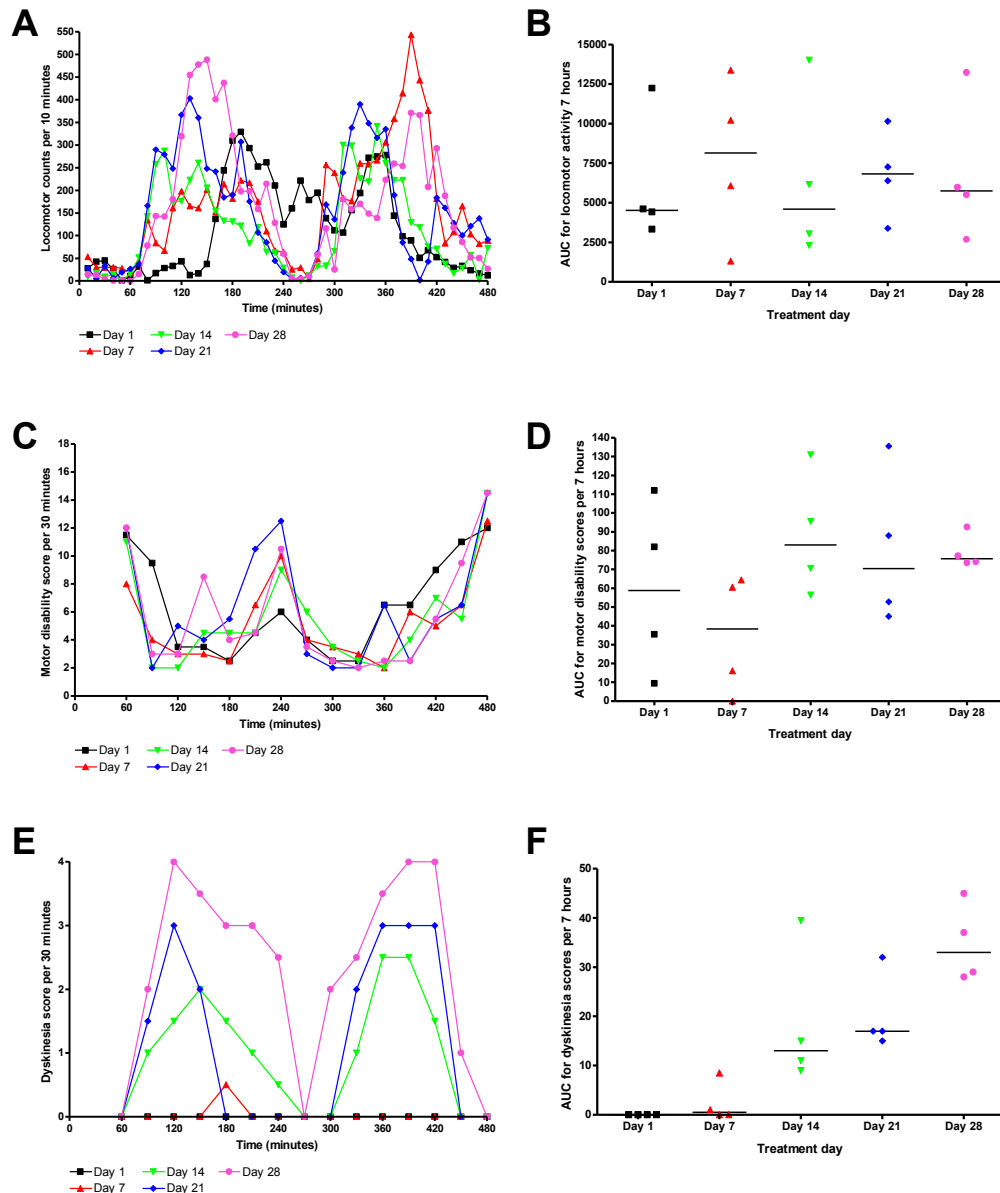 A
Locomotor counts per 10 minutes
550
500
450
400
350
300
250
200
150
100
50
0
0 60 120 180 240 300 360 420 480
Time (minutes)
Day 1 Day 14 Day 28
Day 7 Day 21
B
AUC for locomotor activity 7 hours
15000
12500
10000
7500
5000
2500
0
Day 1 Day 7 Day 14 Day 21 Day 28
Treatment day
C
Motor disability score per 30 minutes
18
16
14
12
10
8
6
4
2
0
0 60 120 180 240 300 360 420 480
Time (minutes)
Day 1 Day 14 Day 28
Day 7 Day 21
D
AUC for motor disability scores per 7 hours
140
130
120
110
100
90
80
70
60
50
40
30
20
10
0
Day 1 Day 7 Day 14 Day 21 Day 28
Treatment day
E
Dyskinesia score per 30 minutes
4
3
2
1
0
0 60 120 180 240 300 360 420 480
Time (minutes)
Day 1 Day 14 Day 28
Day 7 Day 21
F
AUC for dyskinesia scores per 7 hours
50
40
30
20
10
0
Day 1 Day 7 Day 14 Day 21 Day 28
Treatment day